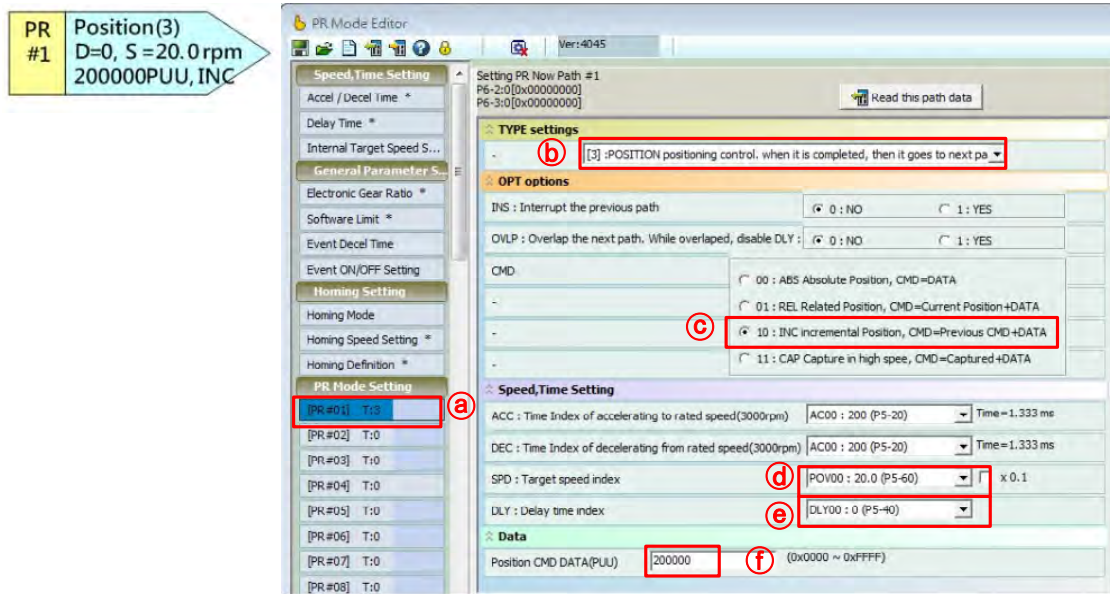 PR
#1
Position(3)
D=0, S =20.0 rpm
200000PUU, INC
PR Mode Editor
Ver:4045
Speed,Time Setting
Accel / Decel Time *
Delay Time *
Internal Target Speed S...
General Parameter S...
Electronic Gear Ratio *
Software Limit *
Event Decel Time
Event ON/OFF Setting
Homing Setting
Homing Mode
Homing Speed Setting *
Homing Definition *
PR Mode Setting
[PR#01] T:3
ⓐ
[PR#02] T:0
[PR#03] T:0
[PR#04] T:0
[PR#05] T:0
[PR#06] T:0
[PR#07] T:0
[PR#08] T:0
Setting PR Now Path #1
P6-2:0[0x00000000]
P6-3:0[0x00000000]
Read this path data
TYPE settings
- ⓑ [3] :POSITION positioning control. when it is completed, then it goes to next pa
OPT options
INS : Interrupt the previous path 0 : NO 1 : YES
OVLP : Overlap the next path. While overlaped, disable DLY : 0 : NO 1 : YES
CMD
00 : ABS Absolute Position, CMD=DATA
- 01 : REL Related Position, CMD=Current Position+DATA
- ⓒ 10 : INC incremental Position, CMD=Previous CMD+DATA
- 11 : CAP Capture in high spee, CMD=Captured+DATA
Speed,Time Setting
ACC : Time Index of accelerating to rated speed(3000rpm) AC00 : 200 (P5-20) Time=1.333 ms
DEC : Time Index of decelerating from rated speed(3000rpm) AC00 : 200 (P5-20) Time=1.333 ms
SPD : Target speed index ⓓ POV00 : 20.0 (P5-60) x 0.1
DLY : Delay time index ⓔ DLY00 : 0 (P5-40)
Data
Position CMD DATA(PUU) 200000 ⓕ (0x0000 ~ 0xFFFF)